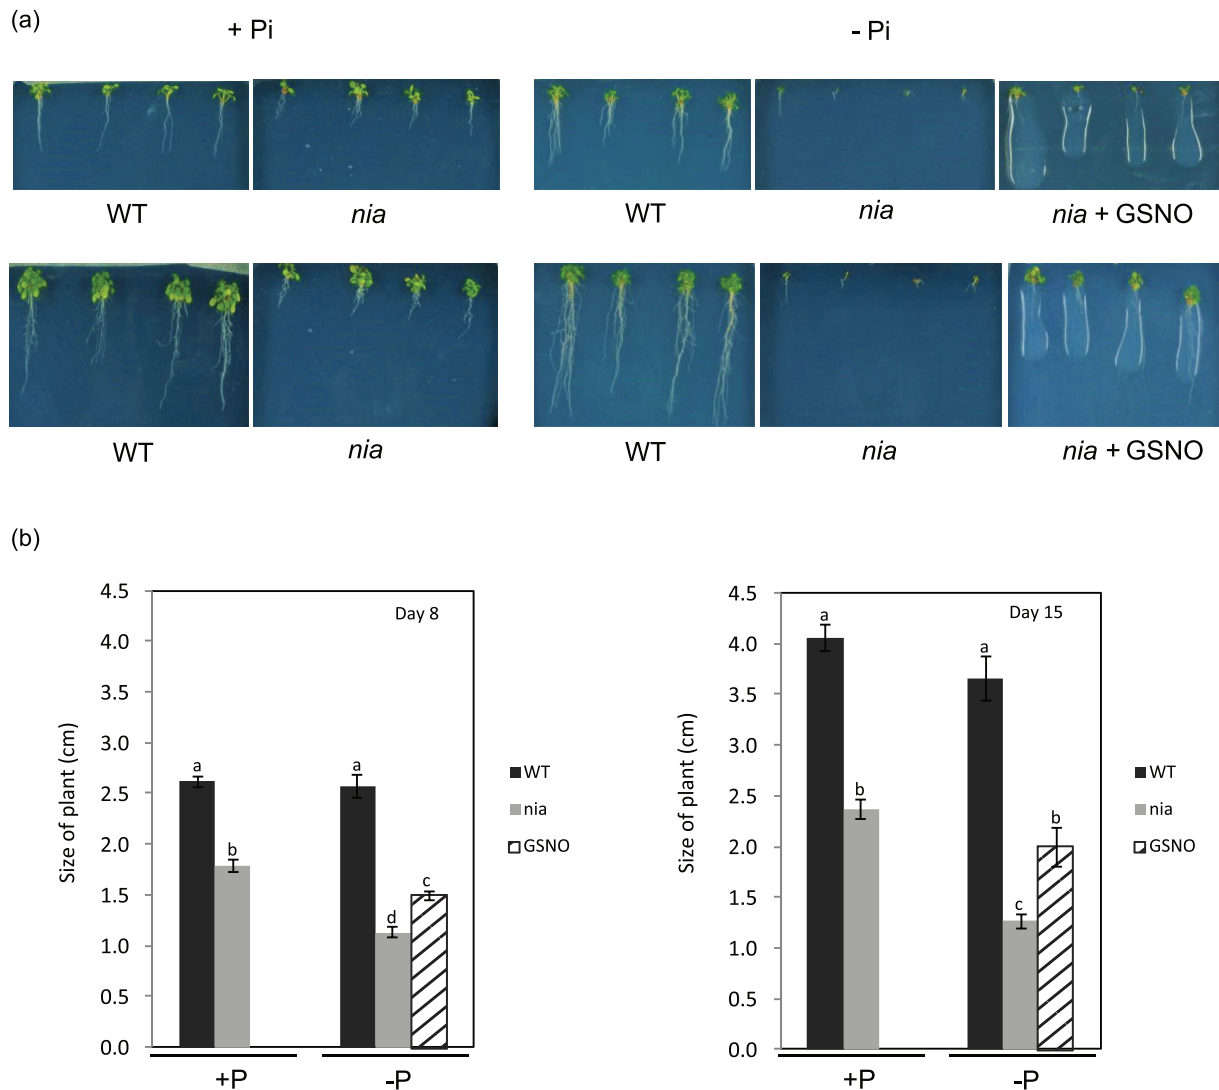 (a)
+ Pi
- Pi
WT
nia
WT
nia
nia + GSNO
WT
nia
WT
nia
nia + GSNO
(b)
Size of plant (cm)
4.5
4.0
3.5
3.0
2.5
2.0
1.5
1.0
0.5
0.0
Day 8
a
b
a
d
c
+P
-P
WT
nia
GSNO
Size of plant (cm)
4.5
4.0
3.5
3.0
2.5
2.0
1.5
1.0
0.5
0.0
Day 15
a
b
a
c
b
+P
-P
WT
nia
GSNO